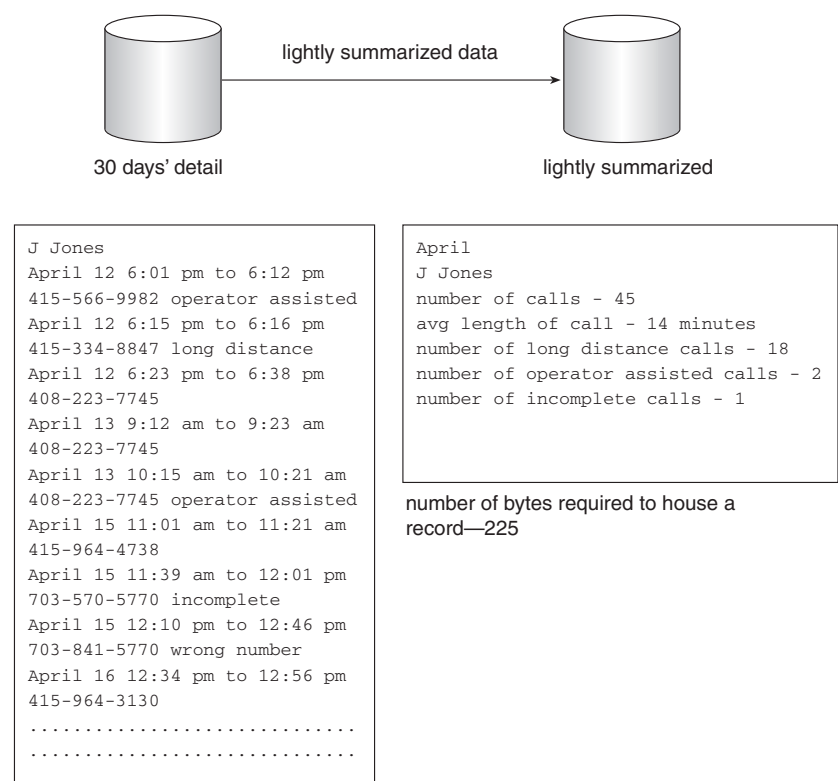 lightly summarized data
30 days’ detail
lightly summarized
J Jones
April 12 6:01 pm to 6:12 pm
415-566-9982 operator assisted
April 12 6:15 pm to 6:16 pm
415-334-8847 long distance
April 12 6:23 pm to 6:38 pm
408-223-7745
April 13 9:12 am to 9:23 am
408-223-7745
April 13 10:15 am to 10:21 am
408-223-7745 operator assisted
April 15 11:01 am to 11:21 am
415-964-4738
April 15 11:39 am to 12:01 pm
703-570-5770 incomplete
April 15 12:10 pm to 12:46 pm
703-841-5770 wrong number
April 16 12:34 pm to 12:56 pm
415-964-3130
..............................
..............................
April
J Jones
number of calls - 45
avg length of call - 14 minutes
number of long distance calls - 18
number of operator assisted calls - 2
number of incomplete calls - 1
number of bytes required to house a
record—225